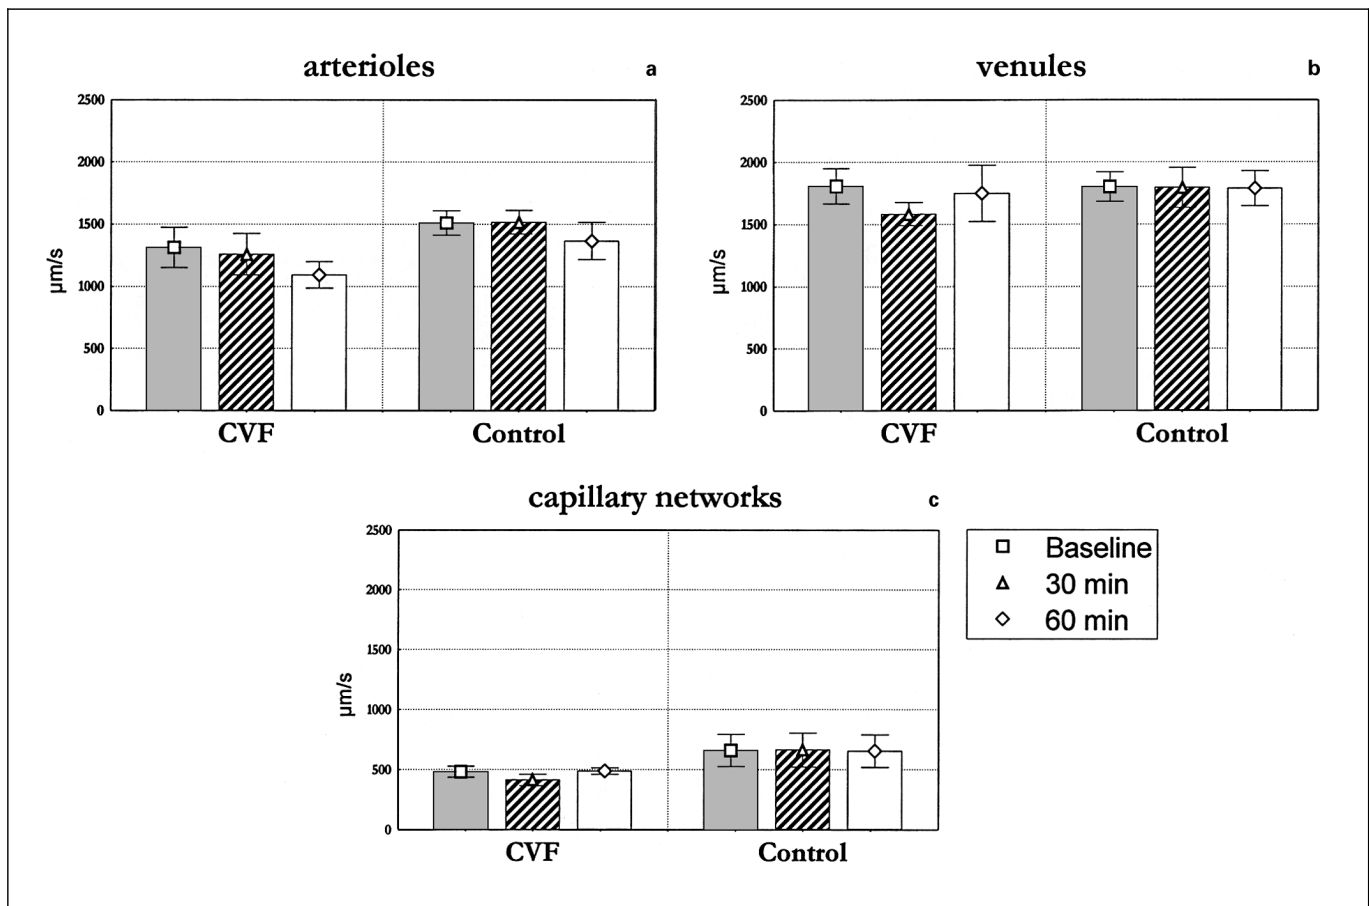 arterioles a
2500
2000
1500
1000
500
0
µm/s
CVF Control
venules b
2500
2000
1500
1000
500
0
µm/s
CVF Control
capillary networks c
2500
2000
1500
1000
500
0
µm/s
CVF Control
Baseline
30 min
60 min